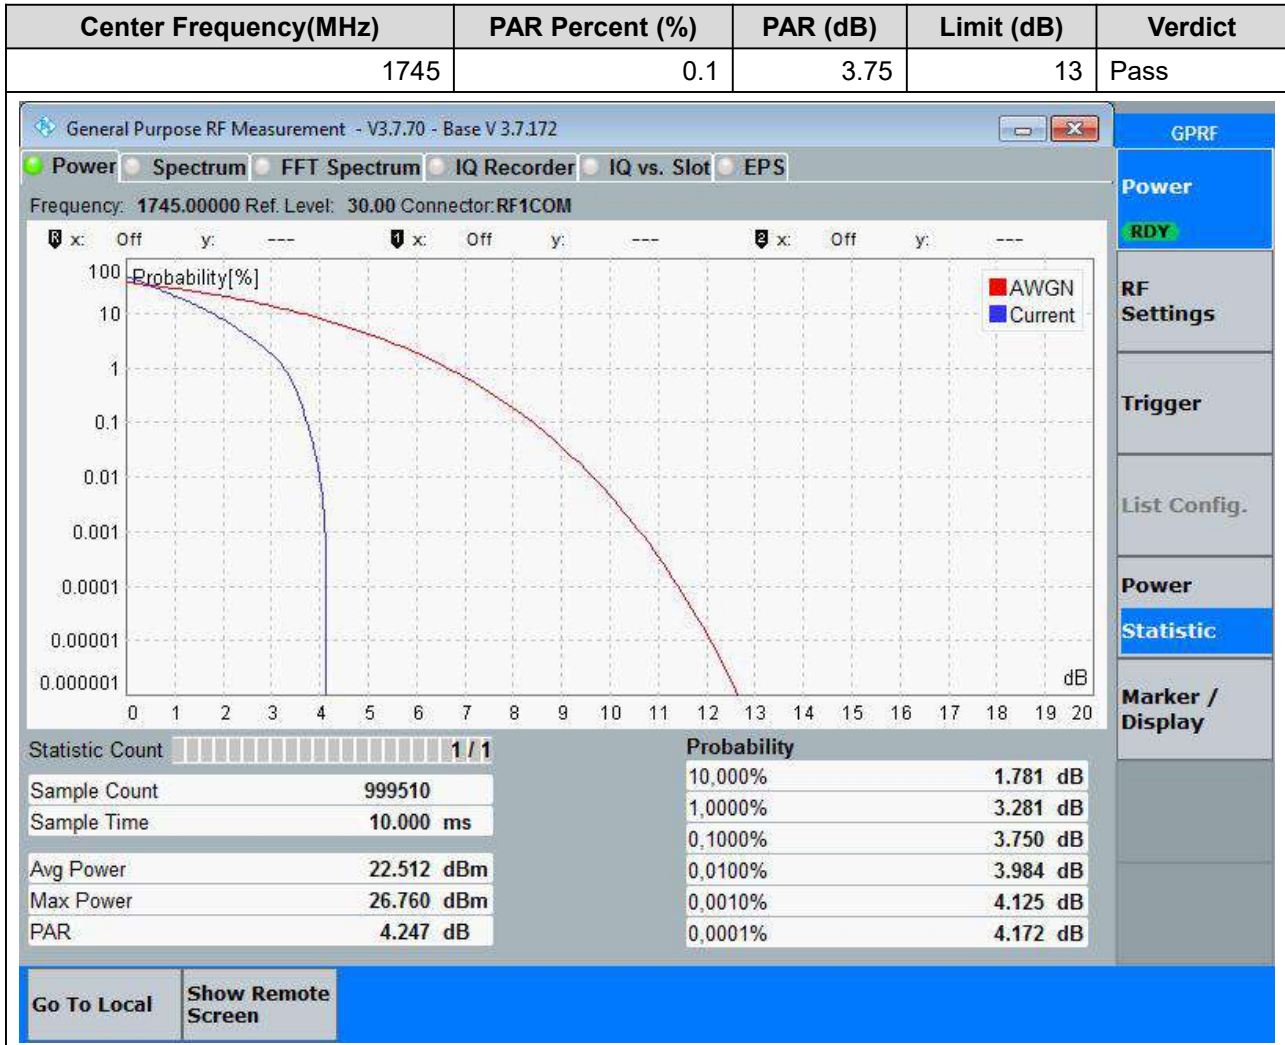 Center Frequency(MHz) PAR Percent (%) PAR (dB) Limit (dB) Verdict
1745 0.1 3.75 13 Pass
General Purpose RF Measurement - V3.7.70 - Base V 3.7.172
GPRF
Power Spectrum FFT Spectrum IQ Recorder IQ vs. Slot EPS
Frequency: 1745.00000 Ref. Level: 30.00 Connector:RF1COM
R x: Off y: --- 1 x: Off y: --- 2 x: Off y: ---
Probability[%]
AWGN
Current
100
10
1
0.1
0.01
0.001
0.0001
0.00001
0.000001
dB
0 1 2 3 4 5 6 7 8 9 10 11 12 13 14 15 16 17 18 19 20
Statistic Count 1 / 1
Sample Count 999510
Sample Time 10.000 ms
Avg Power 22.512 dBm
Max Power 26.760 dBm
PAR 4.247 dB
Probability
10,000% 1.781 dB
1,0000% 3.281 dB
0,1000% 3.750 dB
0,0100% 3.984 dB
0,0010% 4.125 dB
0,0001% 4.172 dB
Power
RDY
RF
Settings
Trigger
List Config.
Power
Statistic
Marker /
Display
Go To Local
Show Remote
Screen